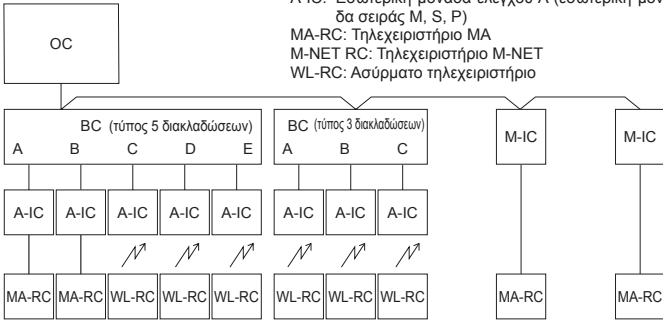 A-IC: Εσωτερική μονάδα ελέγχου A (εσωτερική μονά-
δα σειράς M, S, P)
MA-RC: Τηλεχειριστήριο MA
M-NET RC: Τηλεχειριστήριο M-NET
WL-RC: Ασύρματο τηλεχειριστήριο
OC
BC (τύπος 5 διακλαδώσεων)
A B C D E
BC (τύπος 3 διακλαδώσεων)
A B C
M-IC M-IC
A-IC A-IC A-IC A-IC A-IC A-IC A-IC A-IC
MA-RC MA-RC WL-RC WL-RC WL-RC WL-RC WL-RC WL-RC MA-RC MA-RC